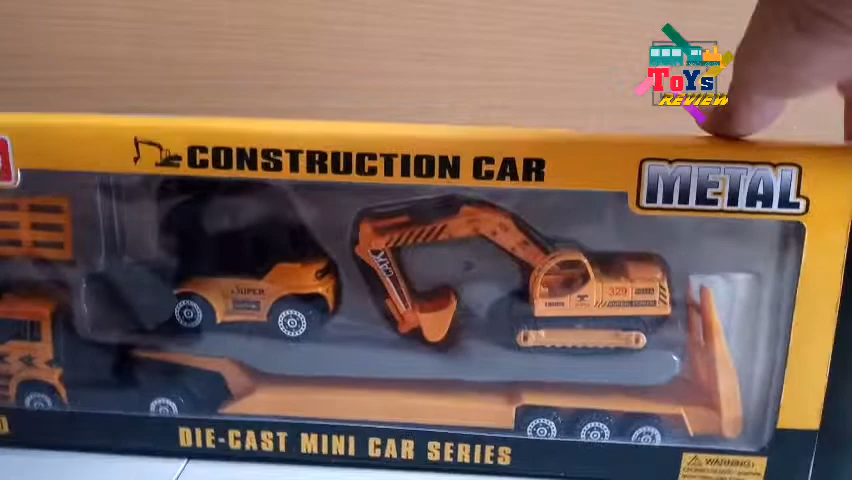 ToYs
REVIEW
CONSTRUCTION CAR
METAL
SUPER
329
DIE-CAST MINI CAR SERIES
WARNING: